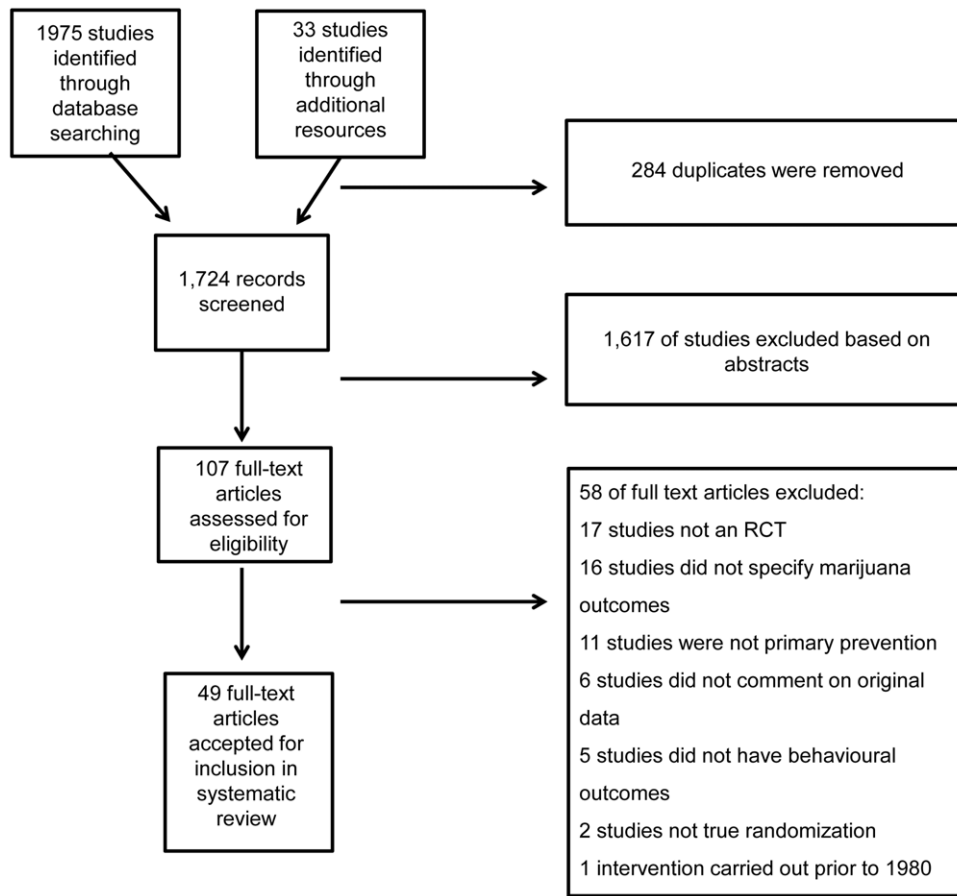 1975 studies
identified
through
database
searching
33 studies
identified
through
additional
resources
284 duplicates were removed
1,724 records
screened
1,617 of studies excluded based on
abstracts
107 full-text
articles
assessed for
eligibility
58 of full text articles excluded:
17 studies not an RCT
16 studies did not specify marijuana
outcomes
11 studies were not primary prevention
6 studies did not comment on original
data
5 studies did not have behavioural
outcomes
2 studies not true randomization
1 intervention carried out prior to 1980
49 full-text
articles
accepted for
inclusion in
systematic
review